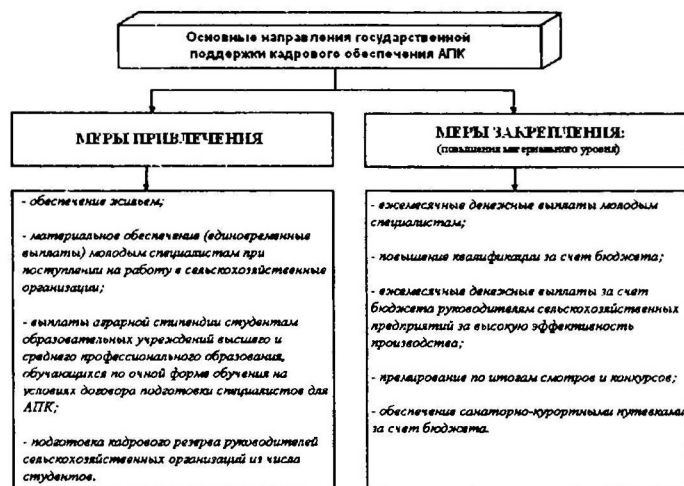 Основные направления государственной
поддержки кадрового обеспечения АПК
МЕРЫ ПРИВЛЕЧЕНИЯ
- обеспечение жильем;
- материальное обеспечение (единовременные
выплаты) молодым специалистам при
поступлении на работу в сельскохозяйственные
организации;
- выплаты аграрной стипендии студентам
образовательных учреждений высшего и
среднего профессионального образования,
обучающихся по очной форме обучения на
условиях договора подготовки специалистов для
АПК;
- подготовка кадрового резерва руководителей
сельскохозяйственных организаций из числа
студентов.
МЕРЫ ЗАКРЕПЛЕНИЯ:
(повышения материального уровня)
- ежемесячные денежные выплаты молодым
специалистам;
- повышение квалификации за счет бюджета;
- ежемесячные денежные выплаты за счет
бюджета руководителям сельскохозяйственных
предприятий за высокую эффективность
производства;
- премирование по итогам смотров и конкурсов;
- обеспечение санаторно-курортными путевками
за счет бюджета.